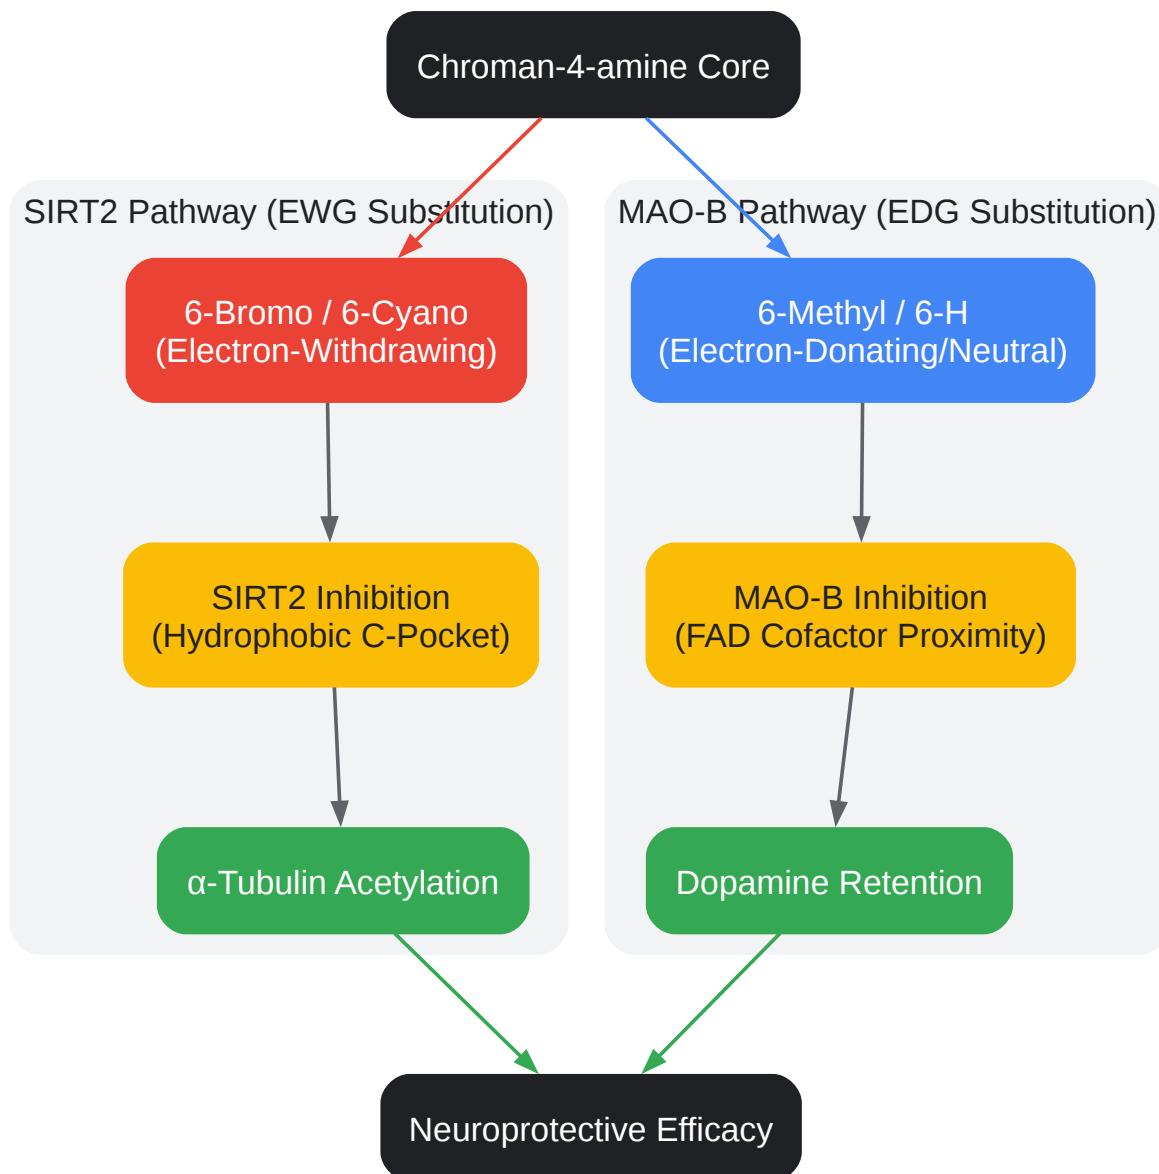 Chroman-4-amine Core
SIRT2 Pathway (EWG Substitution)
MAO-B Pathway (EDG Substitution)
6-Bromo / 6-Cyano
(Electron-Withdrawing)
6-Methyl / 6-H
(Electron-Donating/Neutral)
SIRT2 Inhibition
(Hydrophobic C-Pocket)
MAO-B Inhibition
(FAD Cofactor Proximity)
α-Tubulin Acetylation
Dopamine Retention
Neuroprotective Efficacy